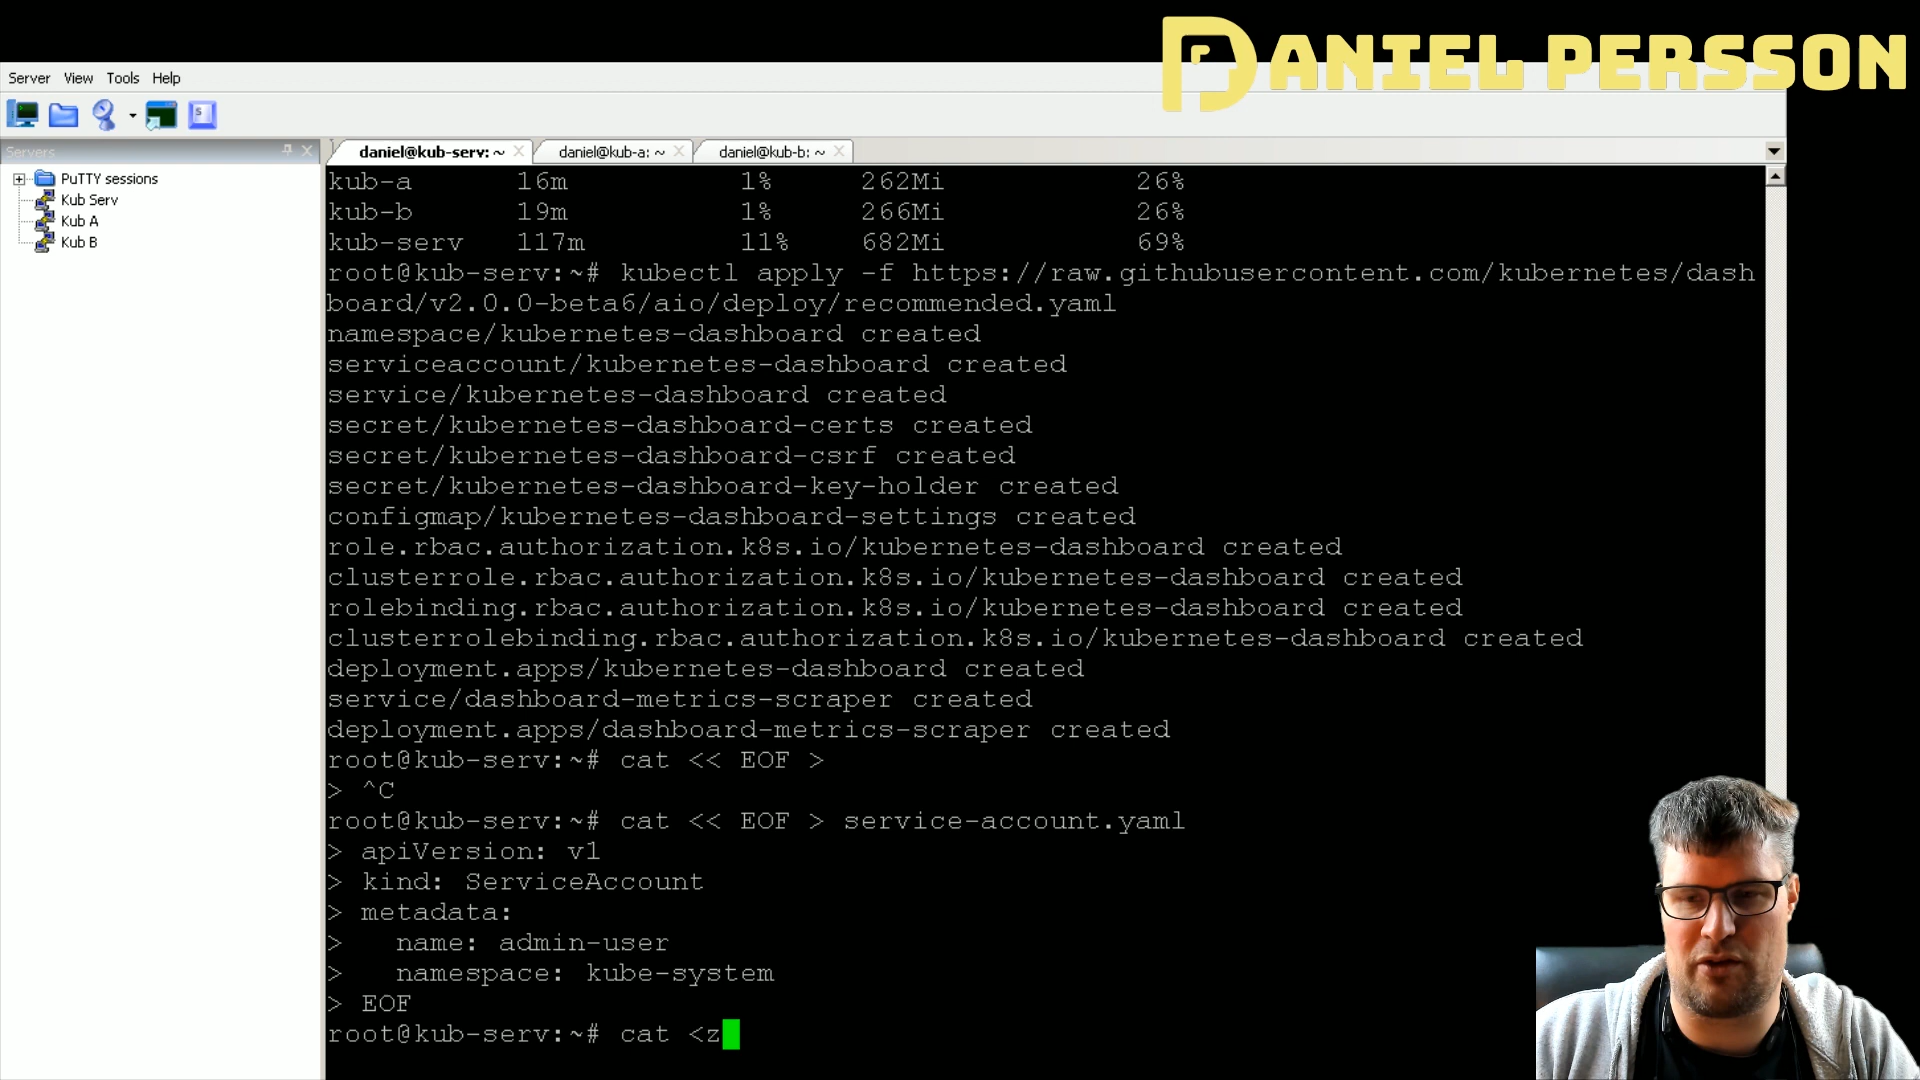 DANIEL PERSSON
Server View Tools Help
Servers
daniel@kub-serv: ~ daniel@kub-a: ~ daniel@kub-b: ~
PuTTY sessions
Kub Serv
Kub A
Kub B
kub-a 16m 1% 262Mi 26%
kub-b 19m 1% 266Mi 26%
kub-serv 117m 11% 682Mi 69%
root@kub-serv:~# kubectl apply -f https://raw.githubusercontent.com/kubernetes/dash
board/v2.0.0-beta6/aio/deploy/recommended.yaml
namespace/kubernetes-dashboard created
serviceaccount/kubernetes-dashboard created
service/kubernetes-dashboard created
secret/kubernetes-dashboard-certs created
secret/kubernetes-dashboard-csrf created
secret/kubernetes-dashboard-key-holder created
configmap/kubernetes-dashboard-settings created
role.rbac.authorization.k8s.io/kubernetes-dashboard created
clusterrole.rbac.authorization.k8s.io/kubernetes-dashboard created
rolebinding.rbac.authorization.k8s.io/kubernetes-dashboard created
clusterrolebinding.rbac.authorization.k8s.io/kubernetes-dashboard created
deployment.apps/kubernetes-dashboard created
service/dashboard-metrics-scraper created
deployment.apps/dashboard-metrics-scraper created
root@kub-serv:~# cat << EOF >
> ^C
root@kub-serv:~# cat << EOF > service-account.yaml
> apiVersion: v1
> kind: ServiceAccount
> metadata:
>   name: admin-user
>   namespace: kube-system
> EOF
root@kub-serv:~# cat <z